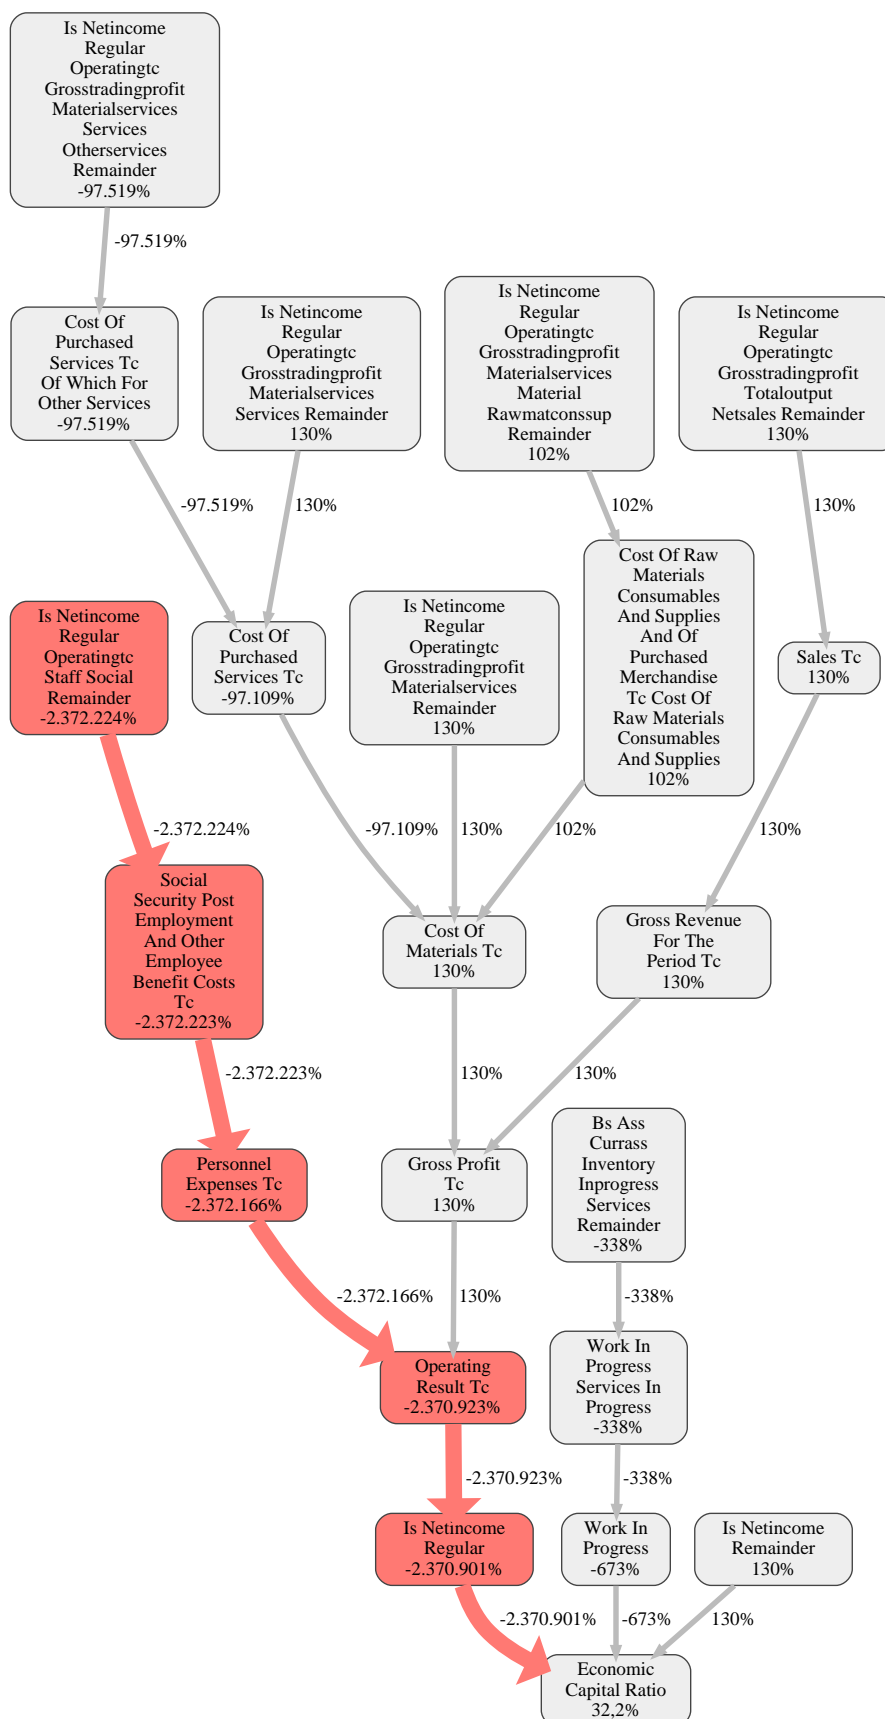 Is Netincome
Regular
Operatingtc
Grosstradingprofit
Materialservices
Services
Otherservices
Remainder
-97.519%
-97.519%
Cost Of
Purchased
Services Tc
Of Which For
Other Services
-97.519%
Is Netincome
Regular
Operatingtc
Grosstradingprofit
Materialservices
Services Remainder
130%
Is Netincome
Regular
Operatingtc
Grosstradingprofit
Materialservices
Material
Rawmatconssup
Remainder
102%
Is Netincome
Regular
Operatingtc
Grosstradingprofit
Totaloutput
Netsales Remainder
130%
-97.519%
130%
102%
130%
Is Netincome
Regular
Operatingtc
Staff Social
Remainder
-2.372.224%
Cost Of
Purchased
Services Tc
-97.109%
Is Netincome
Regular
Operatingtc
Grosstradingprofit
Materialservices
Remainder
130%
Cost Of Raw
Materials
Consumables
And Supplies
And Of
Purchased
Merchandise
Tc Cost Of
Raw Materials
Consumables
And Supplies
102%
Sales Tc
130%
-2.372.224%
-97.109%
130%
102%
130%
Social
Security Post
Employment
And Other
Employee
Benefit Costs
Tc
-2.372.223%
Cost Of
Materials Tc
130%
Gross Revenue
For The
Period Tc
130%
-2.372.223%
130%
130%
Personnel
Expenses Tc
-2.372.166%
Gross Profit
Tc
130%
Bs Ass
Currass
Inventory
Inprogress
Services
Remainder
-338%
-2.372.166%
130%
-338%
Operating
Result Tc
-2.370.923%
Work In
Progress
Services In
Progress
-338%
-2.370.923%
-338%
Is Netincome
Regular
-2.370.901%
Work In
Progress
-673%
Is Netincome
Remainder
130%
-2.370.901%
-673%
130%
Economic
Capital Ratio
32,2%